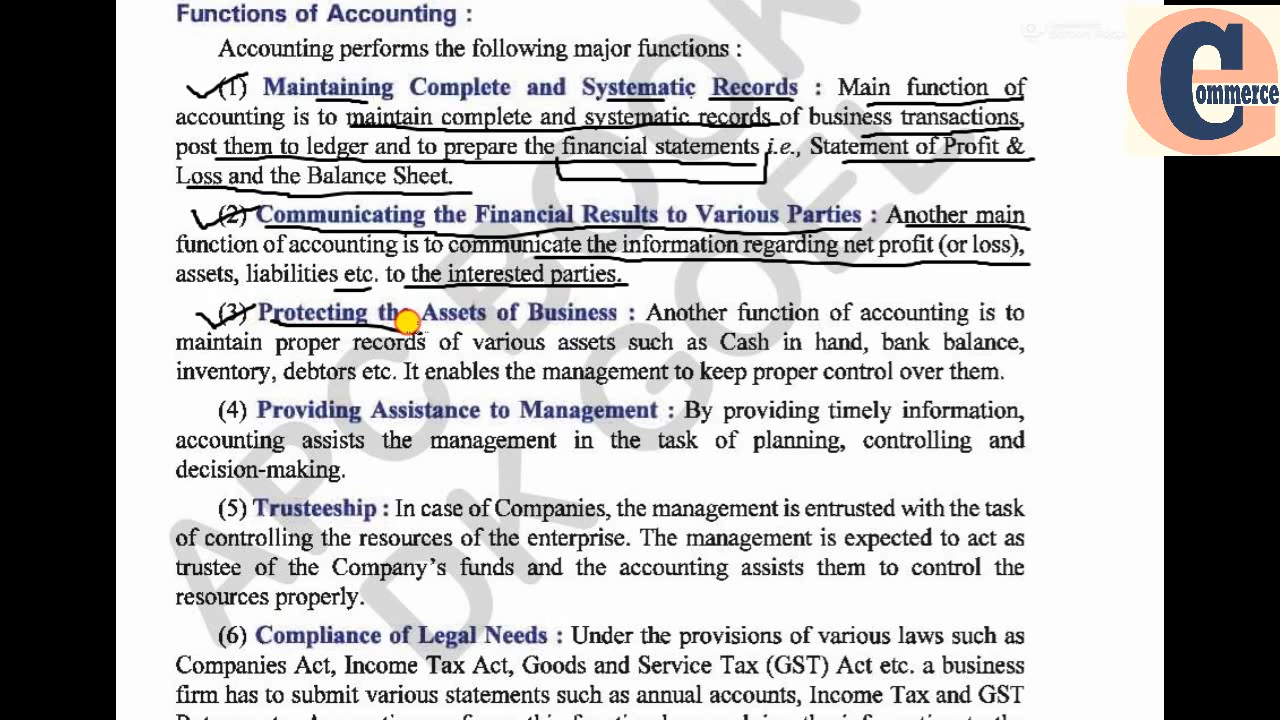 Functions of Accounting :
Accounting performs the following major functions :
(1) Maintaining Complete and Systematic Records : Main function of
accounting is to maintain complete and systematic records of business transactions,
post them to ledger and to prepare the financial statements i.e., Statement of Profit &
Loss and the Balance Sheet.
(2) Communicating the Financial Results to Various Parties : Another main
function of accounting is to communicate the information regarding net profit (or loss),
assets, liabilities etc. to the interested parties.
(3) Protecting the Assets of Business : Another function of accounting is to
maintain proper records of various assets such as Cash in hand, bank balance,
inventory, debtors etc. It enables the management to keep proper control over them.
(4) Providing Assistance to Management : By providing timely information,
accounting assists the management in the task of planning, controlling and
decision-making.
(5) Trusteeship : In case of Companies, the management is entrusted with the task
of controlling the resources of the enterprise. The management is expected to act as
trustee of the Company's funds and the accounting assists them to control the
resources properly.
(6) Compliance of Legal Needs : Under the provisions of various laws such as
Companies Act, Income Tax Act, Goods and Service Tax (GST) Act etc. a business
firm has to submit various statements such as annual accounts, Income Tax and GST
Commerce
APC BOOK
DK GOEL